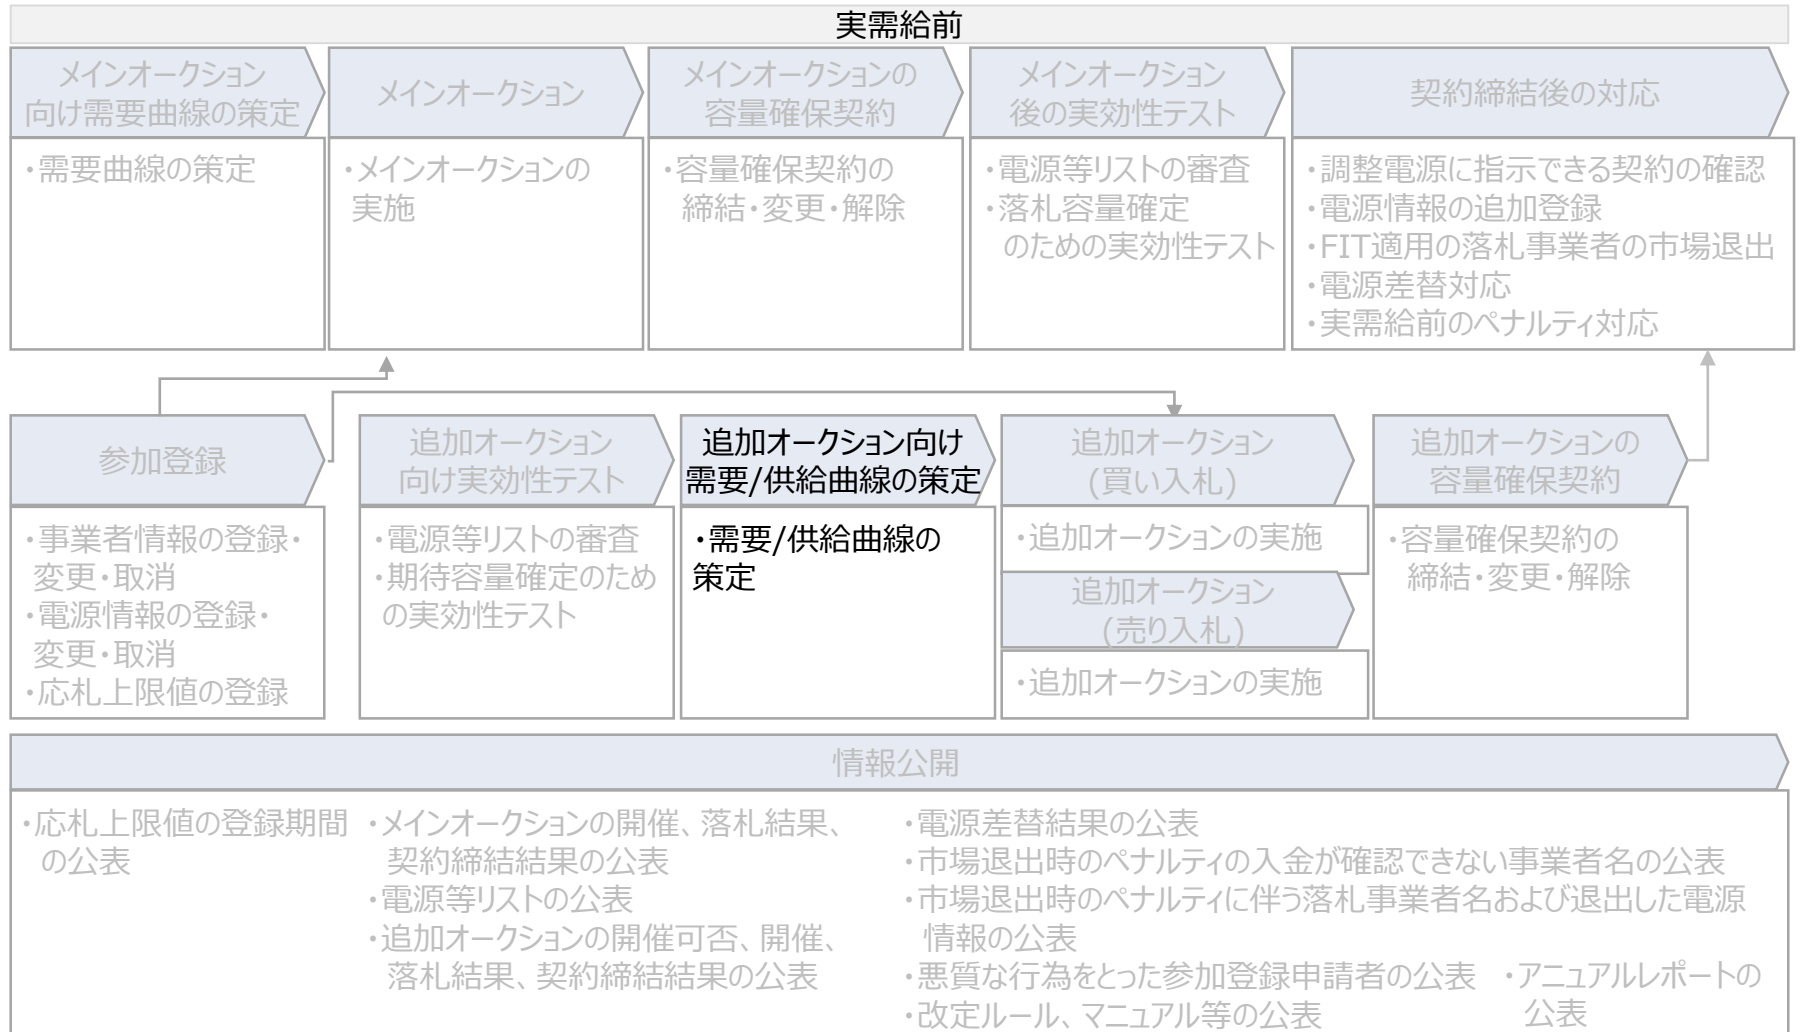 実需給前
メインオークション
向け需要曲線の策定
メインオークション
メインオークションの
容量確保契約
メインオークション
後の実効性テスト
契約締結後の対応
・需要曲線の策定
・メインオークションの
実施
・容量確保契約の
締結・変更・解除
・電源等リストの審査
・落札容量確定
のための実効性テスト
・調整電源に指示できる契約の確認
・電源情報の追加登録
・FIT適用の落札事業者の市場退出
・電源差替対応
・実需給前のペナルティ対応
参加登録
追加オークション
向け実効性テスト
追加オークション向け
需要/供給曲線の策定
追加オークション
(買い入札)
追加オークションの
容量確保契約
・事業者情報の登録・
変更・取消
・電源情報の登録・
変更・取消
・応札上限値の登録
・電源等リストの審査
・期待容量確定のため
の実効性テスト
・需要/供給曲線の
策定
・追加オークションの実施
追加オークション
(売り入札)
・追加オークションの実施
・容量確保契約の
締結・変更・解除
情報公開
・応札上限値の登録期間
の公表
・メインオークションの開催、落札結果、
契約締結結果の公表
・電源等リストの公表
・追加オークションの開催可否、開催、
落札結果、契約締結結果の公表
・電源差替結果の公表
・市場退出時のペナルティの入金が確認できない事業者名の公表
・市場退出時のペナルティに伴う落札事業者名および退出した電源
情報の公表
・悪質な行為をとった参加登録申請者の公表
・改定ルール、マニュアル等の公表
・アニュアルレポートの
公表